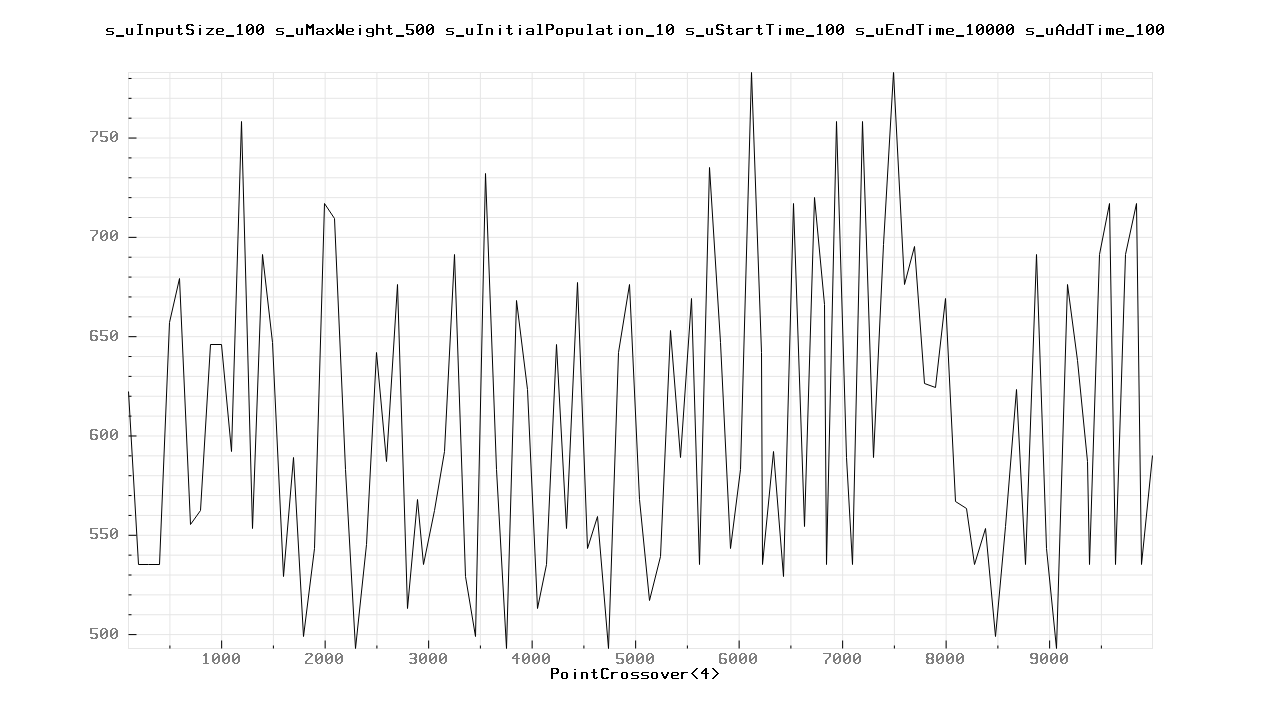 s_uInputSize_100 s_uMaxWeight_500 s_uInitialPopulation_10 s_uStartTime_100 s_uEndTime_10000 s_uAddTime_100
750
700
650
600
550
500
1000 2000 3000 4000 5000 6000 7000 8000 9000
PointCrossover<4>